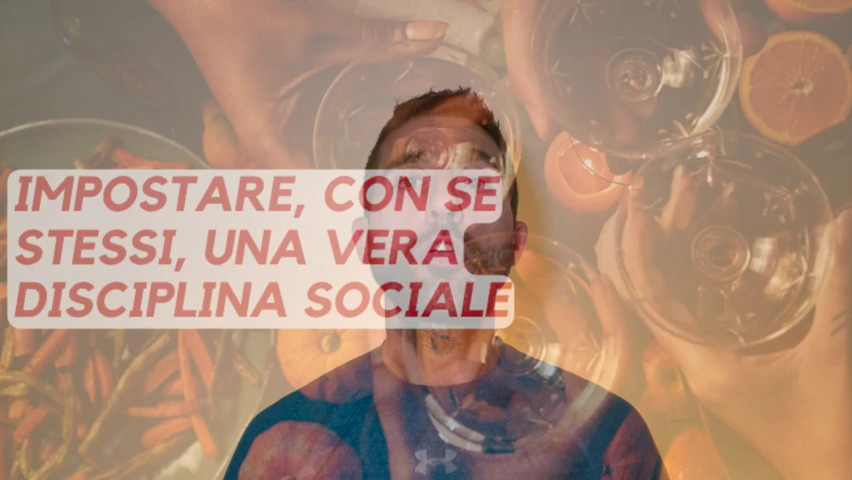 IMPOSTARE, CON SE
STESSI, UNA VERA
DISCIPLINA SOCIALE